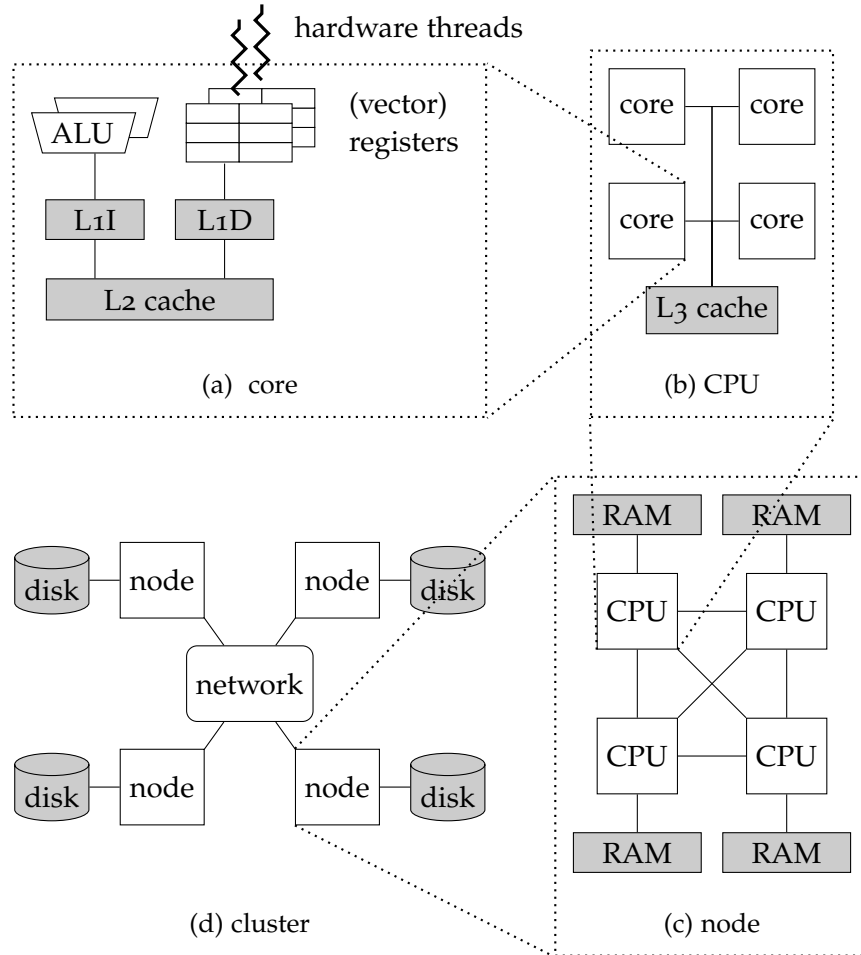 hardware threads
(vector)
registers
ALU
L1I
L1D
L2 cache
(a) core
core
core
core
core
L3 cache
(b) CPU
RAM
RAM
CPU
CPU
CPU
CPU
RAM
RAM
(c) node
disk
node
node
disk
network
disk
node
node
disk
(d) cluster